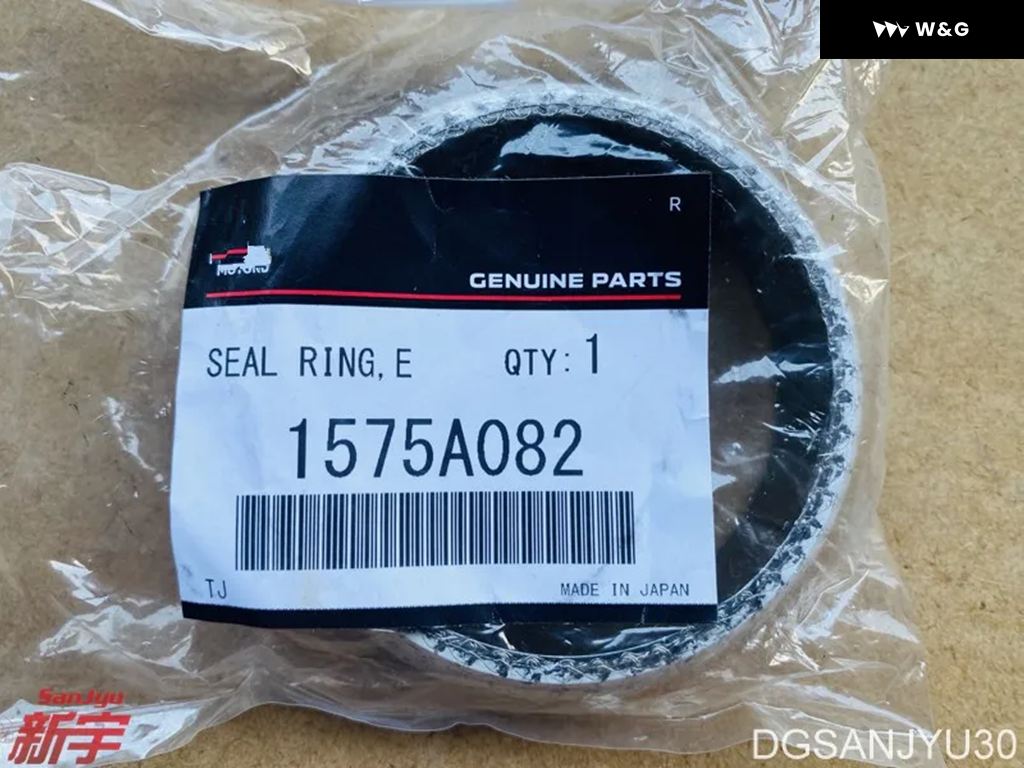 W&G
R
GENUINE PARTS
SEAL RING, E QTY: 1
1575A082
TJ MADE IN JAPAN
SanJyu
新宇
DGSANJYU30